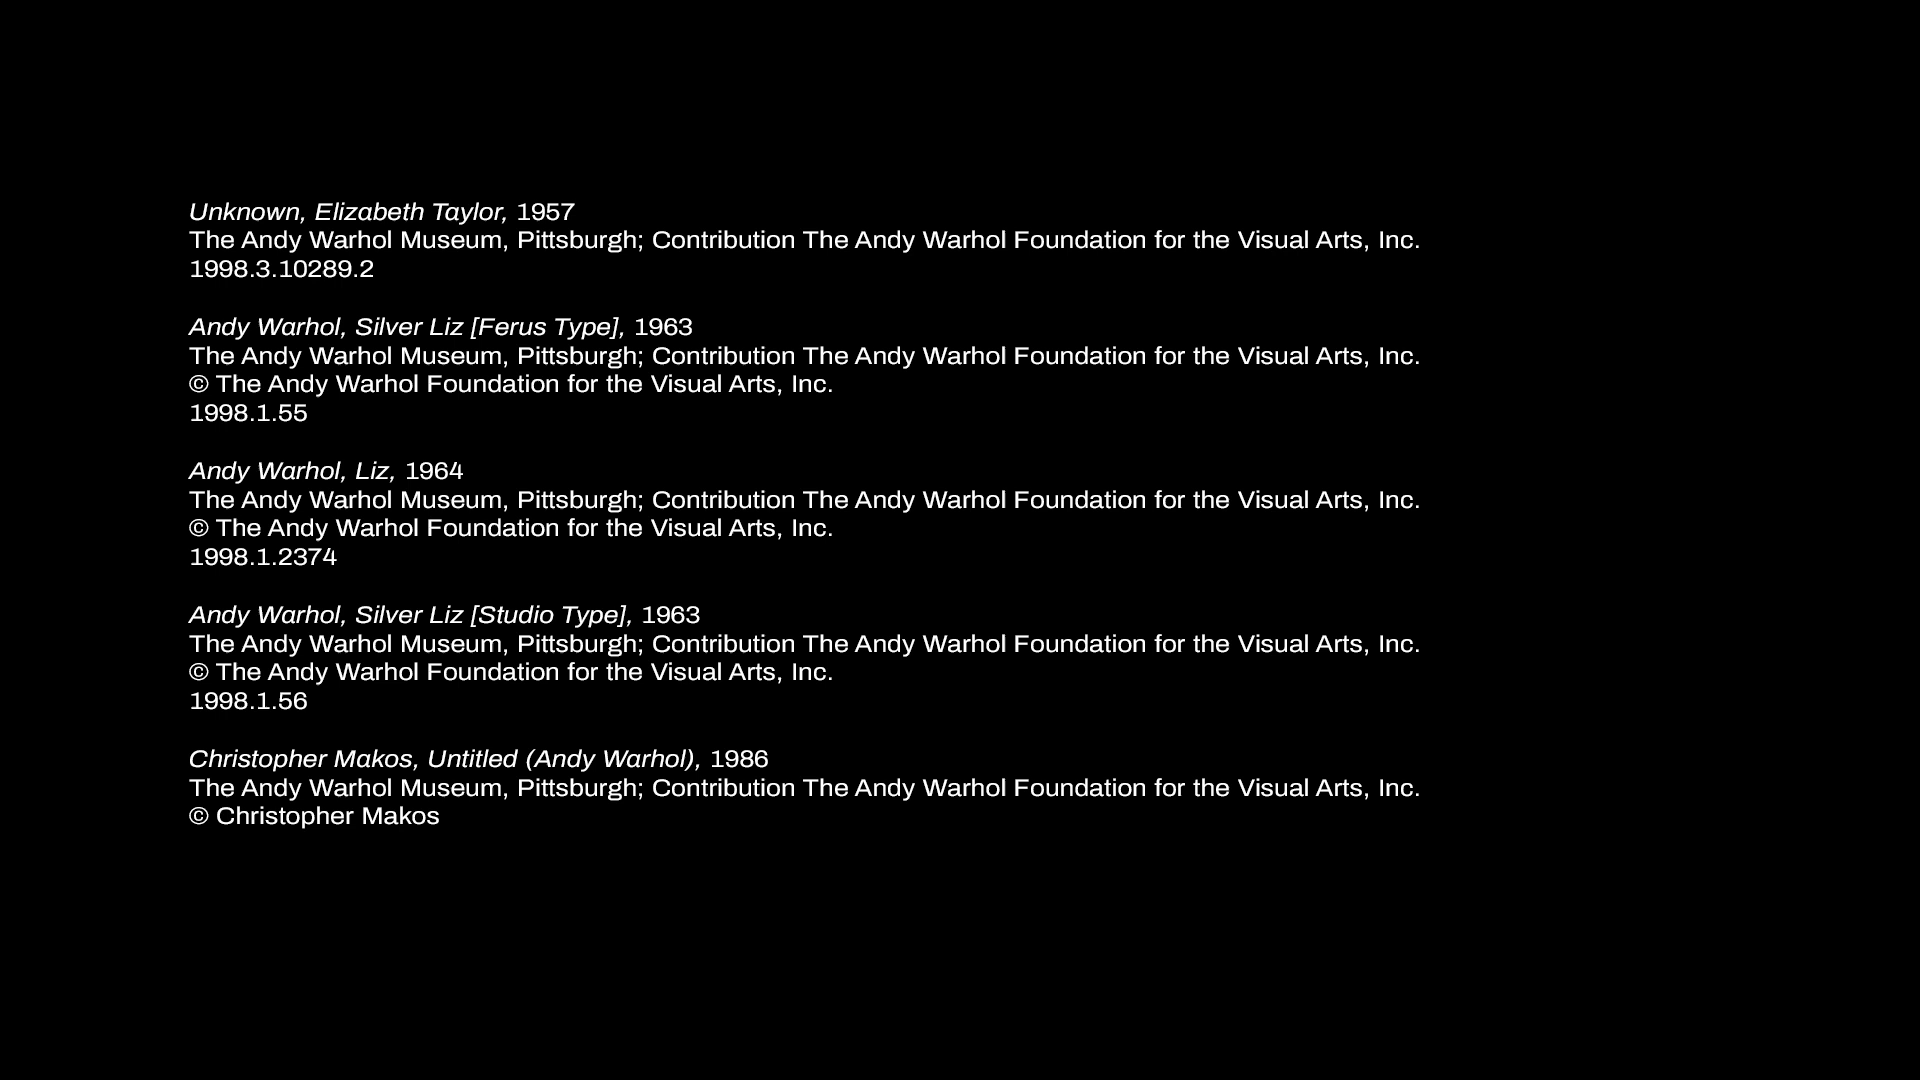 Unknown, Elizabeth Taylor, 1957
The Andy Warhol Museum, Pittsburgh; Contribution The Andy Warhol Foundation for the Visual Arts, Inc.
1998.3.10289.2
Andy Warhol, Silver Liz [Ferus Type], 1963
The Andy Warhol Museum, Pittsburgh; Contribution The Andy Warhol Foundation for the Visual Arts, Inc.
© The Andy Warhol Foundation for the Visual Arts, Inc.
1998.1.55
Andy Warhol, Liz, 1964
The Andy Warhol Museum, Pittsburgh; Contribution The Andy Warhol Foundation for the Visual Arts, Inc.
© The Andy Warhol Foundation for the Visual Arts, Inc.
1998.1.2374
Andy Warhol, Silver Liz [Studio Type], 1963
The Andy Warhol Museum, Pittsburgh; Contribution The Andy Warhol Foundation for the Visual Arts, Inc.
© The Andy Warhol Foundation for the Visual Arts, Inc.
1998.1.56
Christopher Makos, Untitled (Andy Warhol), 1986
The Andy Warhol Museum, Pittsburgh; Contribution The Andy Warhol Foundation for the Visual Arts, Inc.
© Christopher Makos